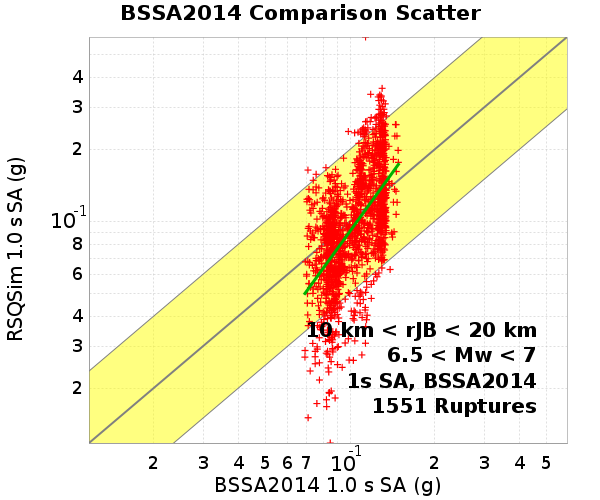 BSSA2014 Comparison Scatter
RSQSim 1.0 s SA (g)
4
3
2
10-1
8
6
4
3
2
10 km < rJB < 20 km
6.5 < Mw < 7
1s SA, BSSA2014
1551 Ruptures
2 3 4 5 6 7 10-1 2 3 4 5
BSSA2014 1.0 s SA (g)